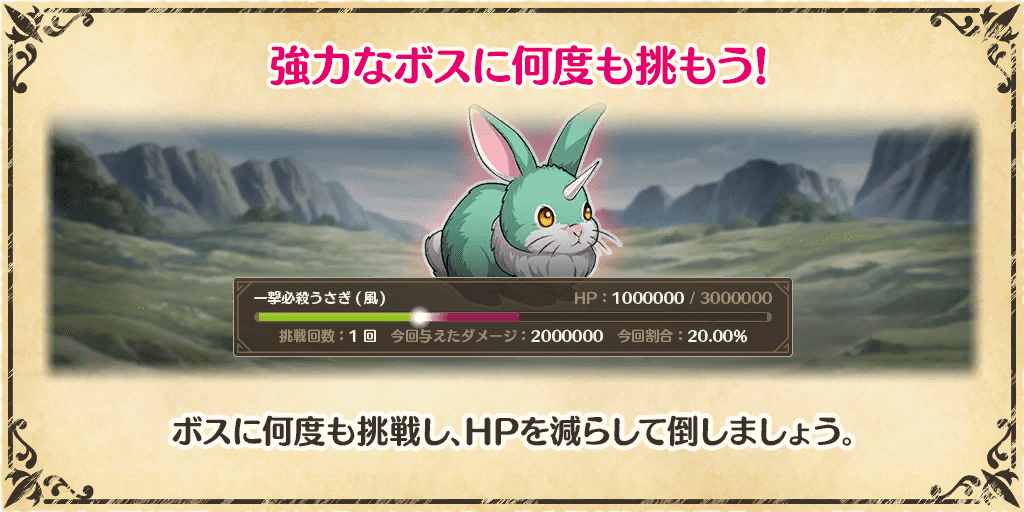 強力なボスに何度も挑もう!
一撃必殺うさぎ(風) HP:1000000 / 3000000
挑戦回数:1 回 今回与えたダメージ:2000000 今回割合:20.00%
ボスに何度も挑戦し、HPを減らして倒しましょう。